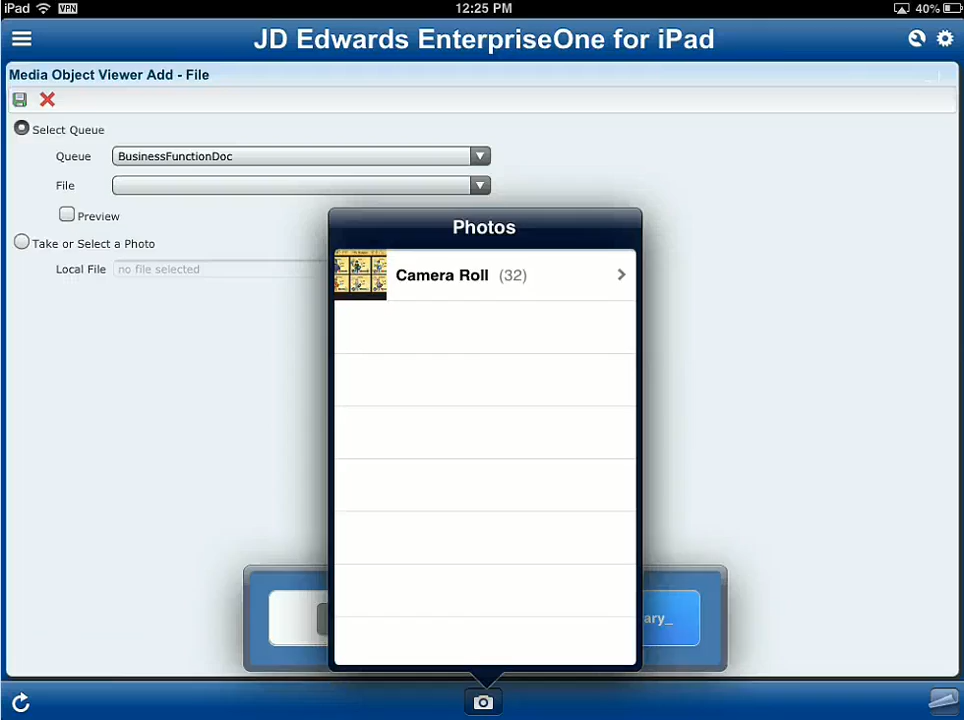 iPad VPN 12:25 PM 40%
JD Edwards EnterpriseOne for iPad
Media Object Viewer Add - File
Select Queue
Queue BusinessFunctionDoc
File
Preview
Take or Select a Photo
Local File no file selected
Photos
Camera Roll (32)
ary_